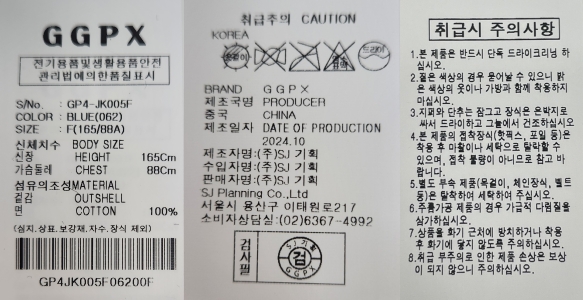 GGPX
전기용품및생활용품안전
관리법에의한품질표시
S/No. : GP4-JK005F
COLOR : BLUE(062)
SIZE : F(165/88A)
신체치수 BODY SIZE
신장 HEIGHT 165Cm
가슴둘레 CHEST 88Cm
섬유의조성 MATERIAL
겉감 OUTSHELL
면 COTTON 100%
(심지.상표.보강재.자수.장식 제외)
GP4JK005F06200F
취급주의 CAUTION
KOREA
드라이
BRAND GGPX
제조국명 PRODUCER
중국 CHINA
제조일자 DATE OF PRODUCTION
2024.10
제조자명:(주)SJ 기획
수입자명:(주)SJ 기획
판매자명:(주)SJ 기획
SJ Planning Co.,Ltd
서울시 용산구 이태원로217
소비자상담실:(02)6367-4992
검사필
SJ기획
검
GGPX
취급시 주의사항
1.본 제품은 반드시 단독 드라이크리닝 하
십시오.
2.짙은 색상의 경우 묻어날 수 있으니 밝
은 색상의 옷이나 가방과 함께 착용하지
마십시오.
3.지퍼와 단추는 잠그고 장식은 은박지로
싸서 드라이하고 그늘에서 건조하십시오
4.본 제품의 접착장식(핫픽스, 포일 등)은
착용 후 마찰이나 세탁으로 탈락할 수
있으며, 접착 물량이 아니므로 참고 바
랍니다.
5.별도 부속 제품(목걸이, 체인장식, 벨트
등)은 탈착하여 세탁하여 주십시오.
6.주름가공 제품의 경우 가급적 다림질을
삼가하십시오.
7.상품을 화기 근처에 방치하거나 착용
후 화기에 닿지 않도록 주의하십시오.
8.취급 부주의로 인한 제품 손상은 보상
이 되지 않으니 주의하십시오.